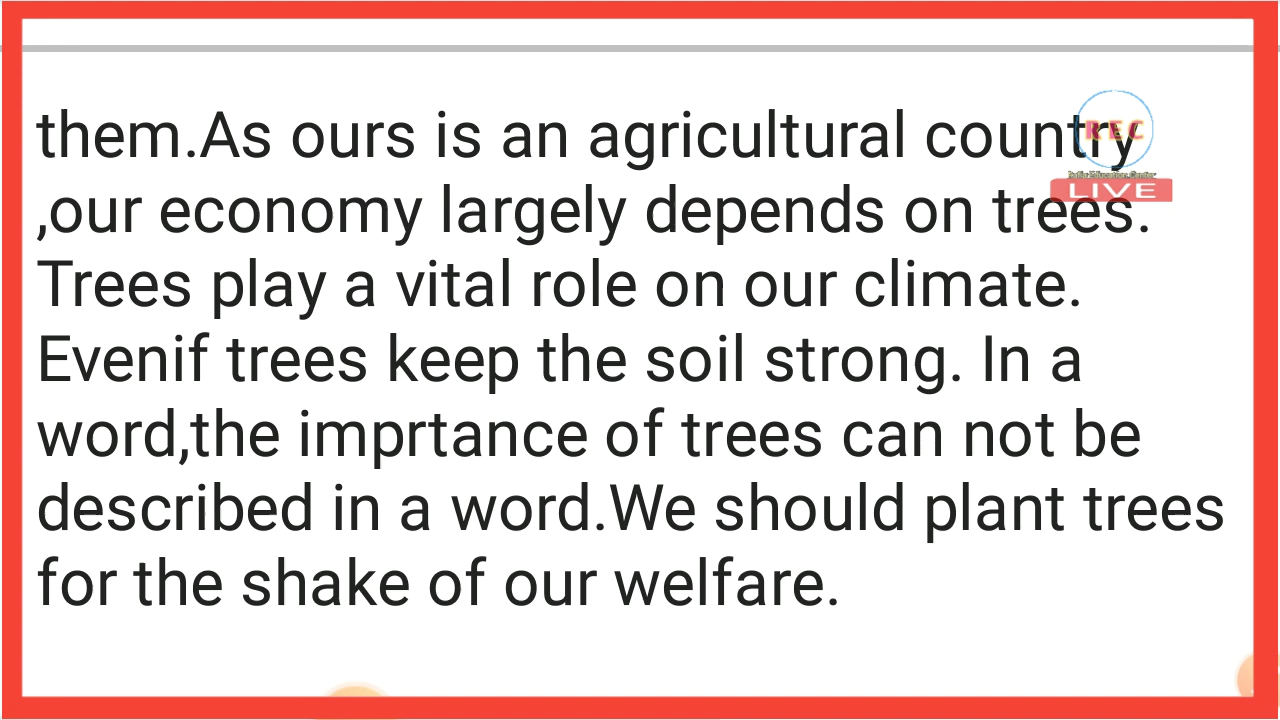 them.As ours is an agricultural country
,our economy largely depends on trees.
Trees play a vital role on our climate.
Evenif trees keep the soil strong. In a
word,the imprtance of trees can not be
described in a word.We should plant trees
for the shake of our welfare.
REC
LIVE